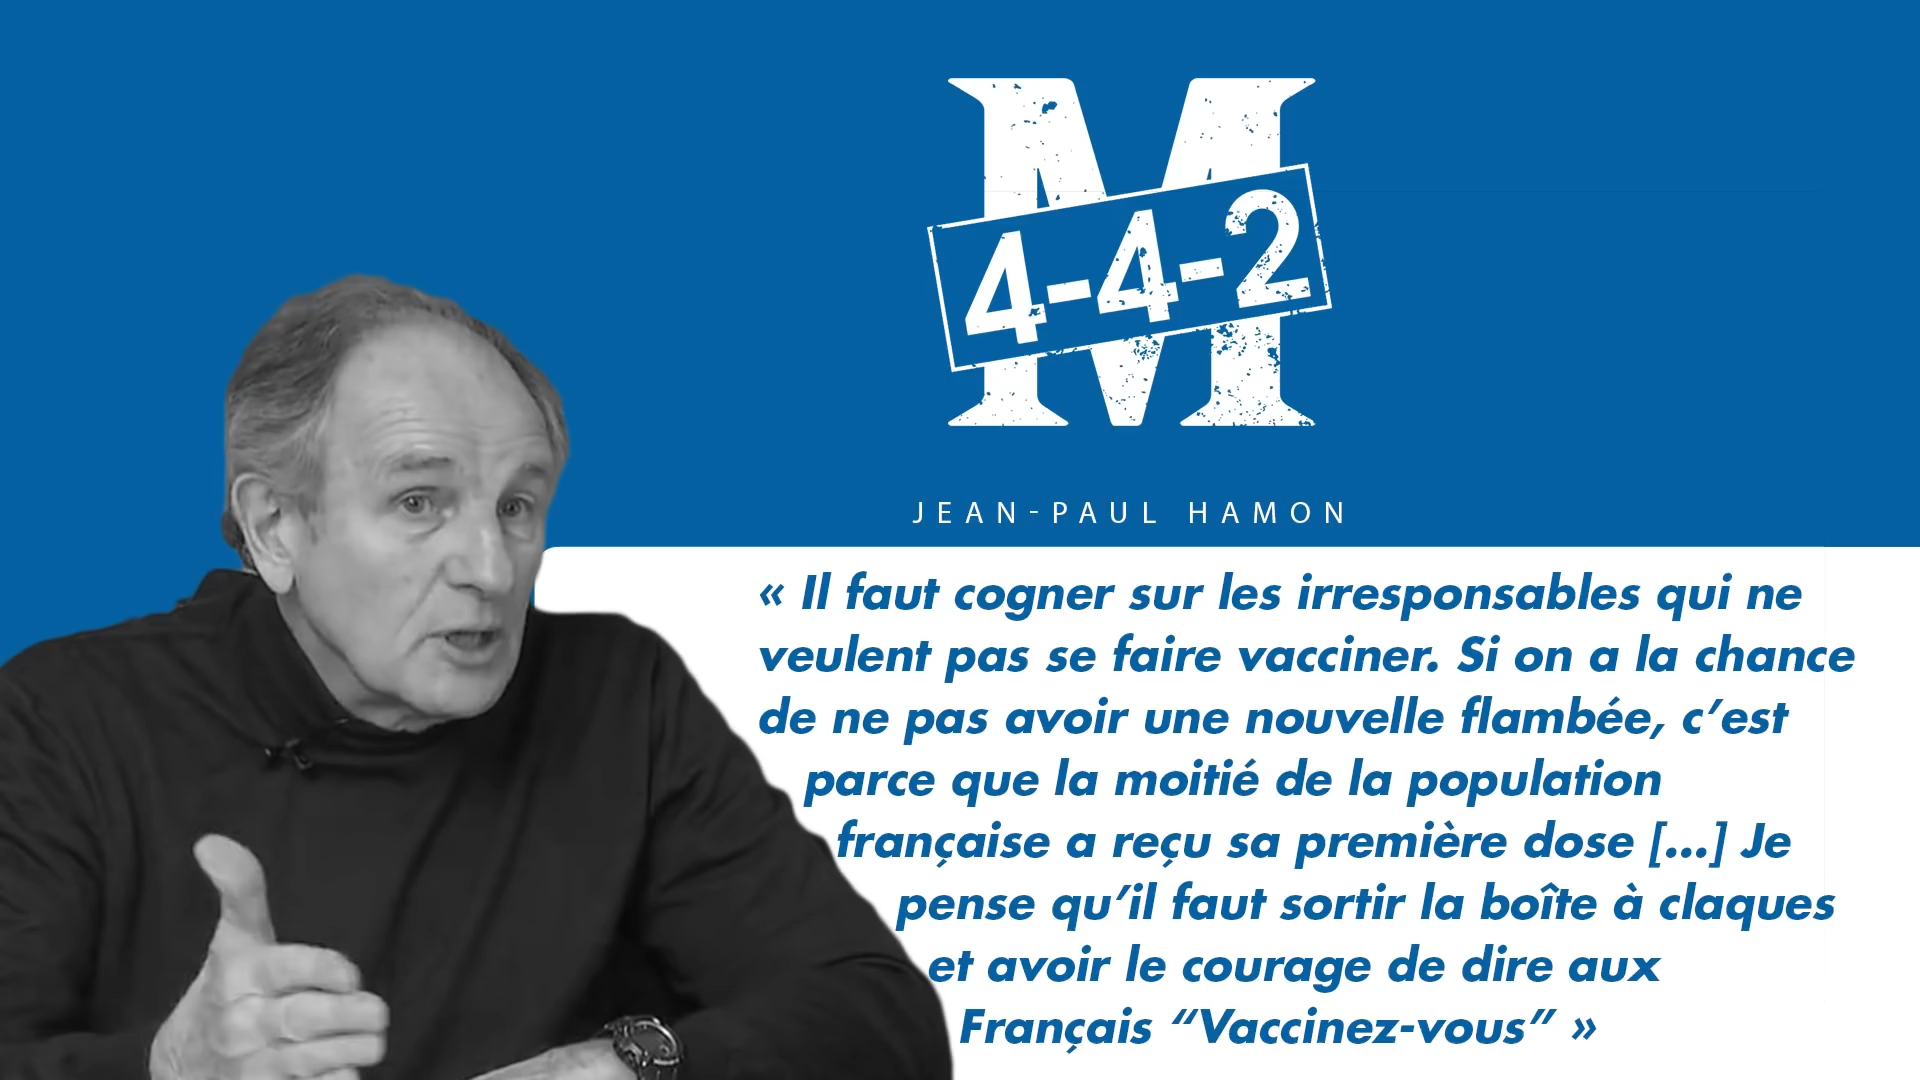 M
4-4-2
JEAN-PAUL HAMON
« Il faut cogner sur les irresponsables qui ne
veulent pas se faire vacciner. Si on a la chance
de ne pas avoir une nouvelle flambée, c’est
parce que la moitié de la population
française a reçu sa première dose [...] Je
pense qu’il faut sortir la boîte à claques
et avoir le courage de dire aux
Français “Vaccinez-vous” »